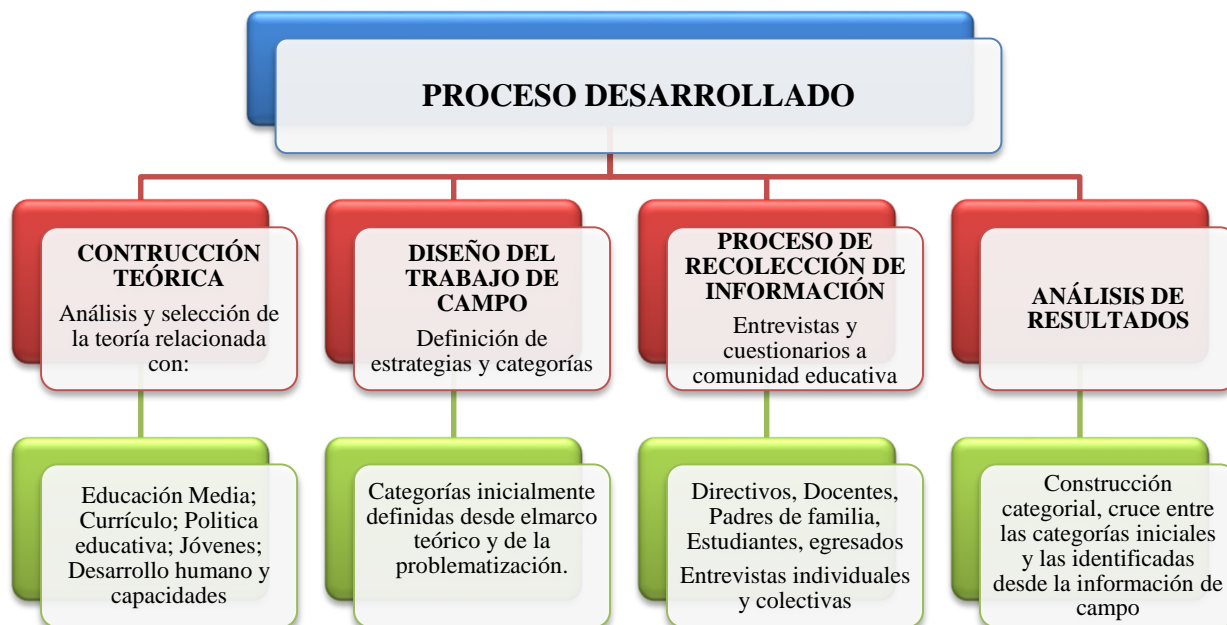 PROCESO DESARROLLADO
CONTRUCCIÓN
TEÓRICA
Análisis y selección de
la teoría relacionada
con:
DISEÑO DEL
TRABAJO DE
CAMPO
Definición de
estrategias y categorías
PROCESO DE
RECOLECCIÓN DE
INFORMACIÓN
Entrevistas y
cuestionarios a
comunidad educativa
ANÁLISIS DE
RESULTADOS
Educación Media;
Currículo; Politica
educativa; Jóvenes;
Desarrollo humano y
capacidades
Categorías inicialmente
definidas desde elmarco
teórico y de la
problematización.
Directivos, Docentes,
Padres de familia,
Estudiantes, egresados
Entrevistas individuales
y colectivas
Construcción
categorial, cruce entre
las categorías iniciales
y las identificadas
desde la información de
campo